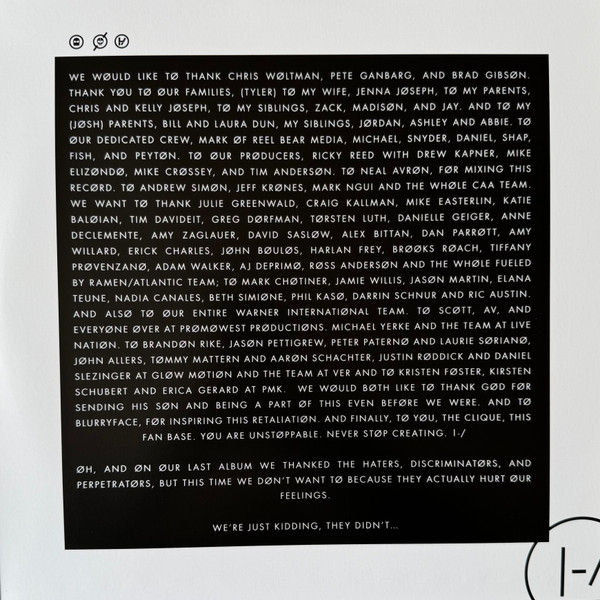 WE WØULD LIKE TØ THANK CHRIS WØLTMAN, PETE GANBARG, AND BRAD GIBSØN.
THANK YØU TØ ØUR FAMILIES, (TYLER) TØ MY WIFE, JENNA JØSEPH, TØ MY PARENTS,
CHRIS AND KELLY JØSEPH, TØ MY SIBLINGS, ZACK, MADISØN, AND JAY. AND TØ MY
(JØSH) PARENTS, BILL AND LAURA DUN, MY SIBLINGS, JØRDAN, ASHLEY AND ABBIE. TØ
ØUR DEDICATED CREW, MARK ØF REEL BEAR MEDIA, MICHAEL, SNYDER, DANIEL, SHAP,
FISH, AND PEYTØN. TØ ØUR PRØDUCERS, RICKY REED WITH DREW KAPNER, MIKE
ELIZØNDØ, MIKE CRØSSEY, AND TIM ANDERSØN. TØ NEAL AVRØN, FØR MIXING THIS
RECØRD. TØ ANDREW SIMØN, JEFF KRØNES, MARK NGUI AND THE WHØLE CAA TEAM.
WE WANT TØ THANK JULIE GREENWALD, CRAIG KALLMAN, MIKE EASTERLIN, KATIE
BALØIAN, TIM DAVIDEIT, GREG DØRFMAN, TØRSTEN LUTH, DANIELLE GEIGER, ANNE
DECLEMENTE, AMY ZAGLAUER, DAVID SASLØW, ALEX BITTAN, DAN PARRØTT, AMY
WILLARD, ERICK CHARLES, JØHN BØULØS, HARLAN FREY, BRØØKS RØACH, TIFFANY
PRØVENZANØ, ADAM WALKER, AJ DEPRIMØ, RØSS ANDERSØN AND THE WHØLE FUELED
BY RAMEN/ATLANTIC TEAM; TØ MARK CHØTINER, JAMIE WILLIS, JASØN MARTIN, ELANA
TEUNE, NADIA CANALES, BETH SIMIØNE, PHIL KASØ, DARRIN SCHNUR AND RIC AUSTIN.
AND ALSØ TØ ØUR ENTIRE WARNER INTERNATIØNAL TEAM. TØ SCØTT, AV, AND
EVERYØNE ØVER AT PRØMØWEST PRØDUCTIØNS. MICHAEL YERKE AND THE TEAM AT LIVE
NATIØN. TØ BRANDØN RIKE, JASØN PETTIGREW, PETER PATERNØ AND LAURIE SØRIANØ,
JØHN ALLERS, TØMMY MATTERN AND AARØN SCHACHTER, JUSTIN RØDDICK AND DANIEL
SLEZINGER AT GLØW MØTIØN AND THE TEAM AT VER AND TØ KRISTEN FØSTER, KIRSTEN
SCHUBERT AND ERICA GERARD AT PMK. WE WØULD BØTH LIKE TØ THANK GØD FØR
SENDING HIS SØN AND BEING A PART ØF THIS EVEN BEFØRE WE WERE. AND TØ
BLURRYFACE, FØR INSPIRING THIS RETALIATIØN. AND FINALLY, TØ YØU, THE CLIQUE, THIS
FAN BASE. YØU ARE UNSTØPPABLE. NEVER STØP CREATING. |-/
ØH, AND ØN ØUR LAST ALBUM WE THANKED THE HATERS, DISCRIMINATØRS, AND
PERPETRATØRS, BUT THIS TIME WE DØN'T WANT TØ BECAUSE THEY ACTUALLY HURT ØUR
FEELINGS.
WE'RE JUST KIDDING, THEY DIDN'T...
|-/